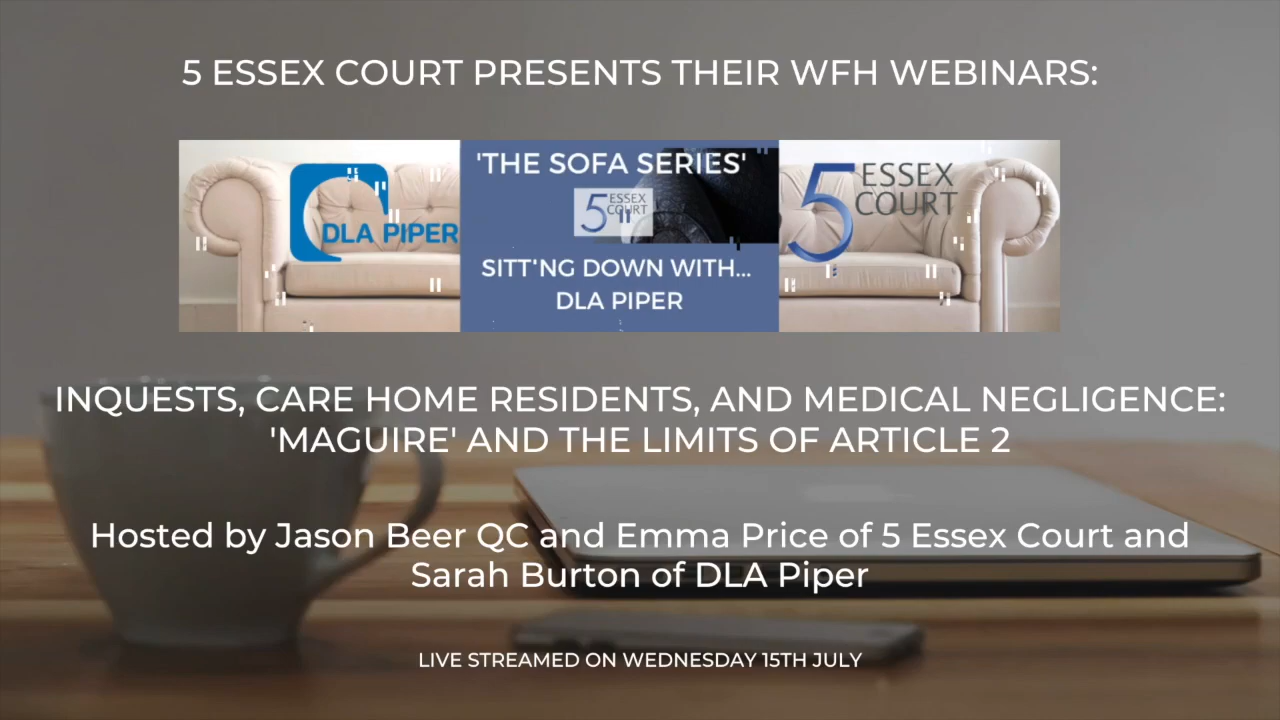 5 ESSEX COURT PRESENTS THEIR WFH WEBINARS:
DLA PIPER
'THE SOFA SERIES'
5 ESSEX COURT
SITT'NG DOWN WITH...
DLA PIPER
5 ESSEX COURT
INQUESTS, CARE HOME RESIDENTS, AND MEDICAL NEGLIGENCE:
'MAGUIRE' AND THE LIMITS OF ARTICLE 2
Hosted by Jason Beer QC and Emma Price of 5 Essex Court and
Sarah Burton of DLA Piper
LIVE STREAMED ON WEDNESDAY 15TH JULY